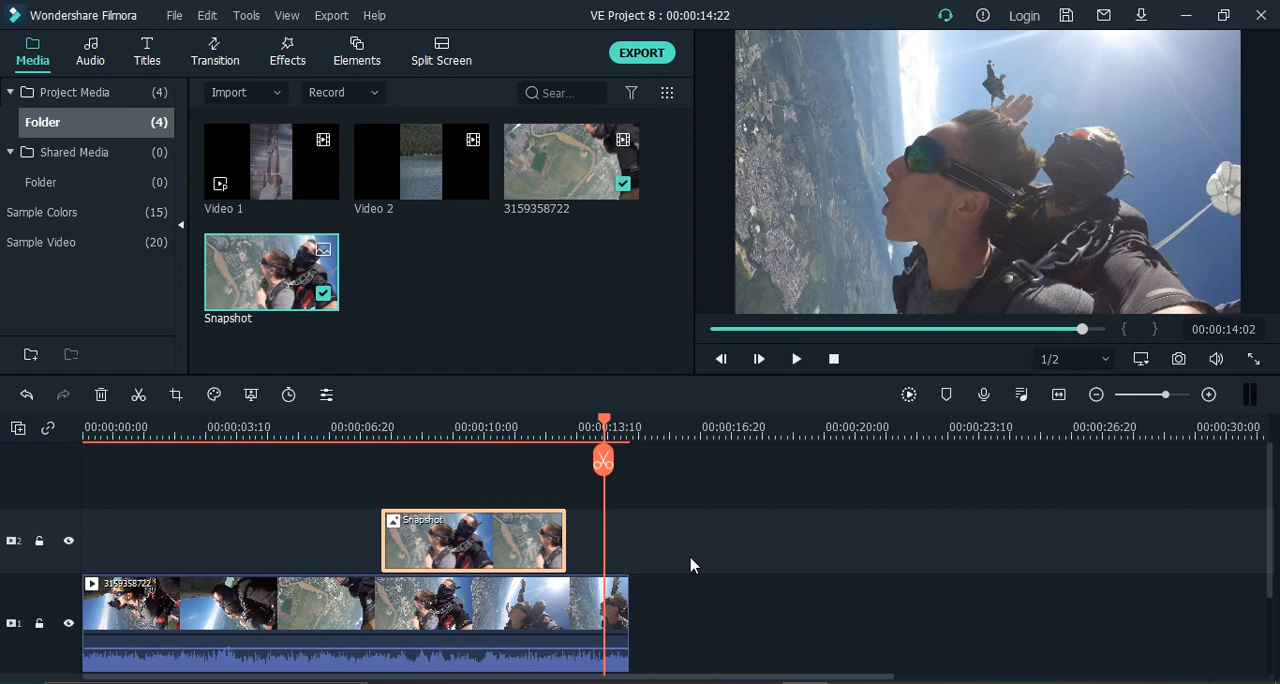 Wondershare Filmora File Edit Tools View Export Help VE Project 8 : 00:00:14:22 Login
Media Audio Titles Transition Effects Elements Split Screen EXPORT
Project Media (4) Import Record Sear...
Folder (4)
Shared Media (0)
Folder (0)
Sample Colors (15)
Sample Video (20)
Video 1 Video 2 3159358722
Snapshot
00:00:14:02
1/2
00:00:00:00 00:00:03:10 00:00:06:20 00:00:10:00 00:00:13:10 00:00:16:20 00:00:20:00 00:00:23:10 00:00:26:20 00:00:30:00
2 Snapshot
1 3159358722